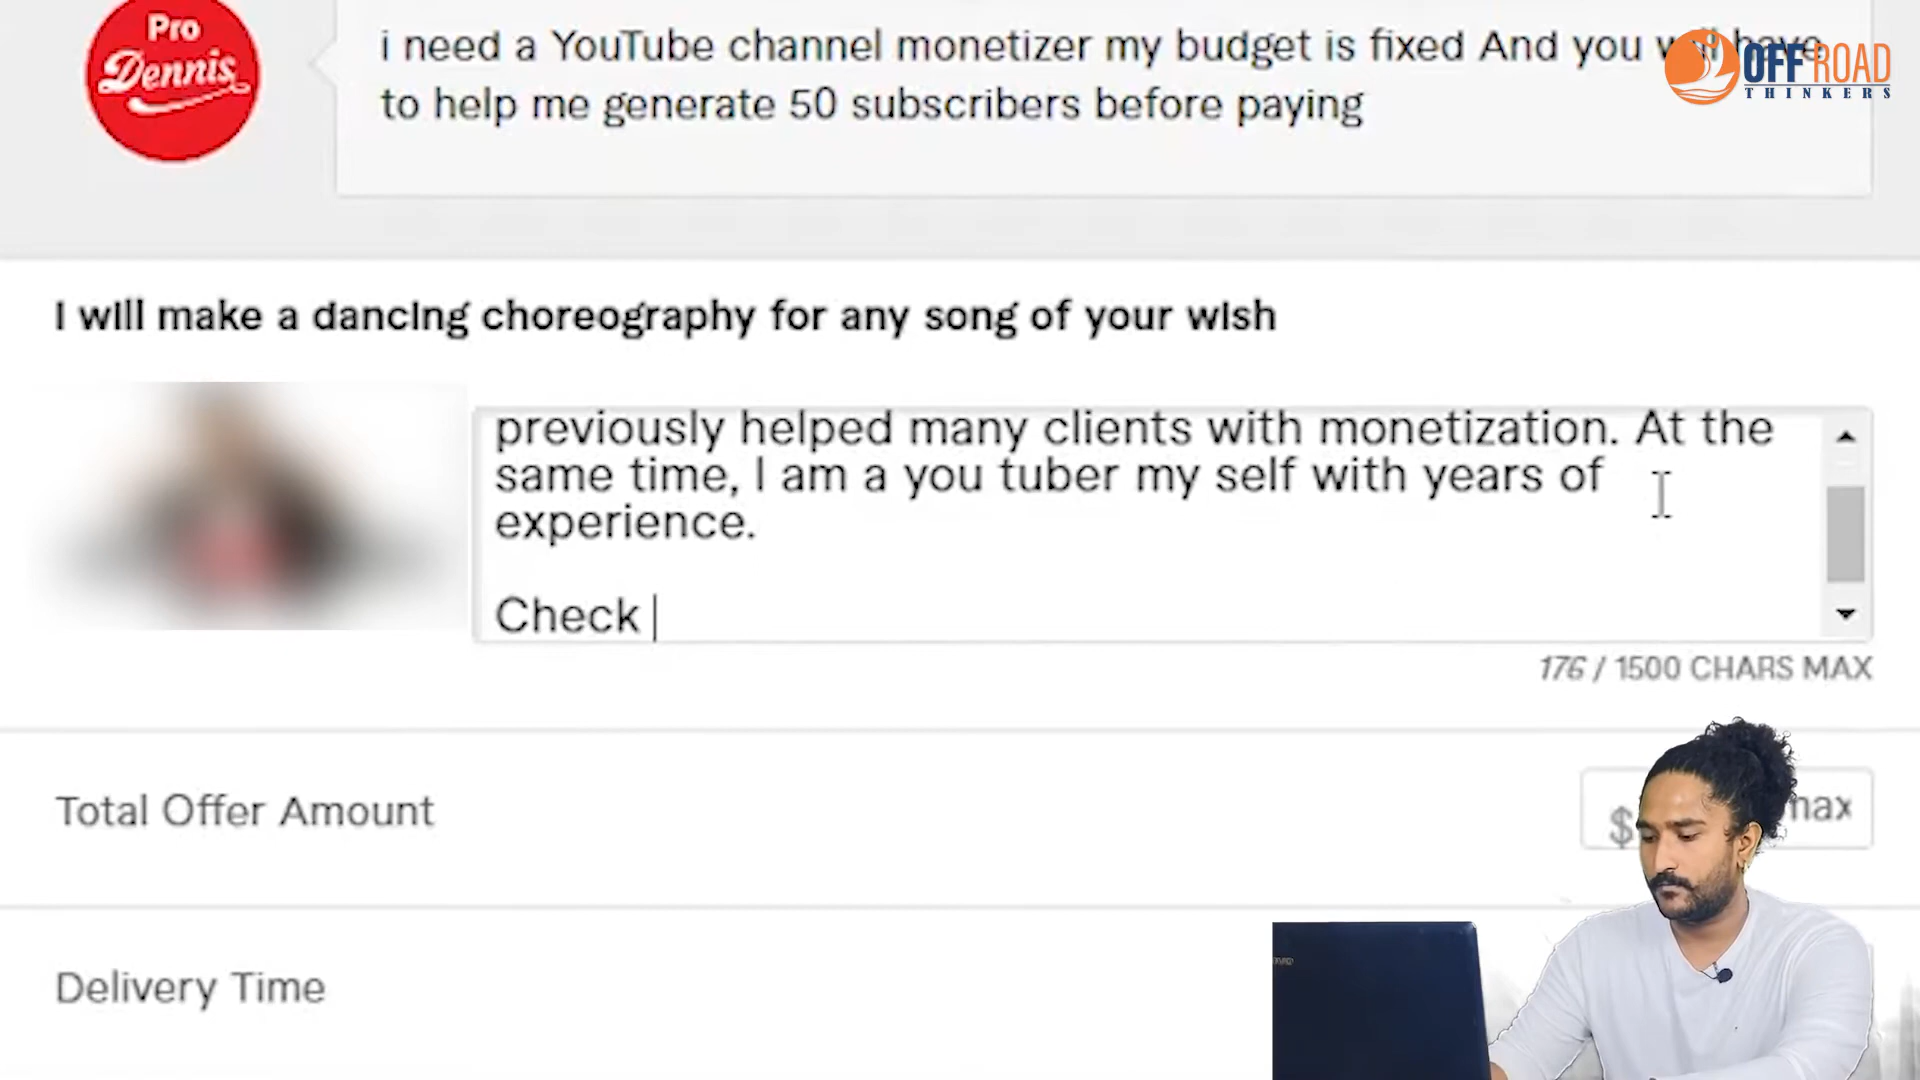 Pro
Dennis
i need a YouTube channel monetizer my budget is fixed And you will have
to help me generate 50 subscribers before paying
OFF ROAD
THINKERS
I will make a dancing choreography for any song of your wish
previously helped many clients with monetization. At the
same time, I am a you tuber my self with years of
experience.
Check
176 / 1500 CHARS MAX
Total Offer Amount
$
max
Delivery Time